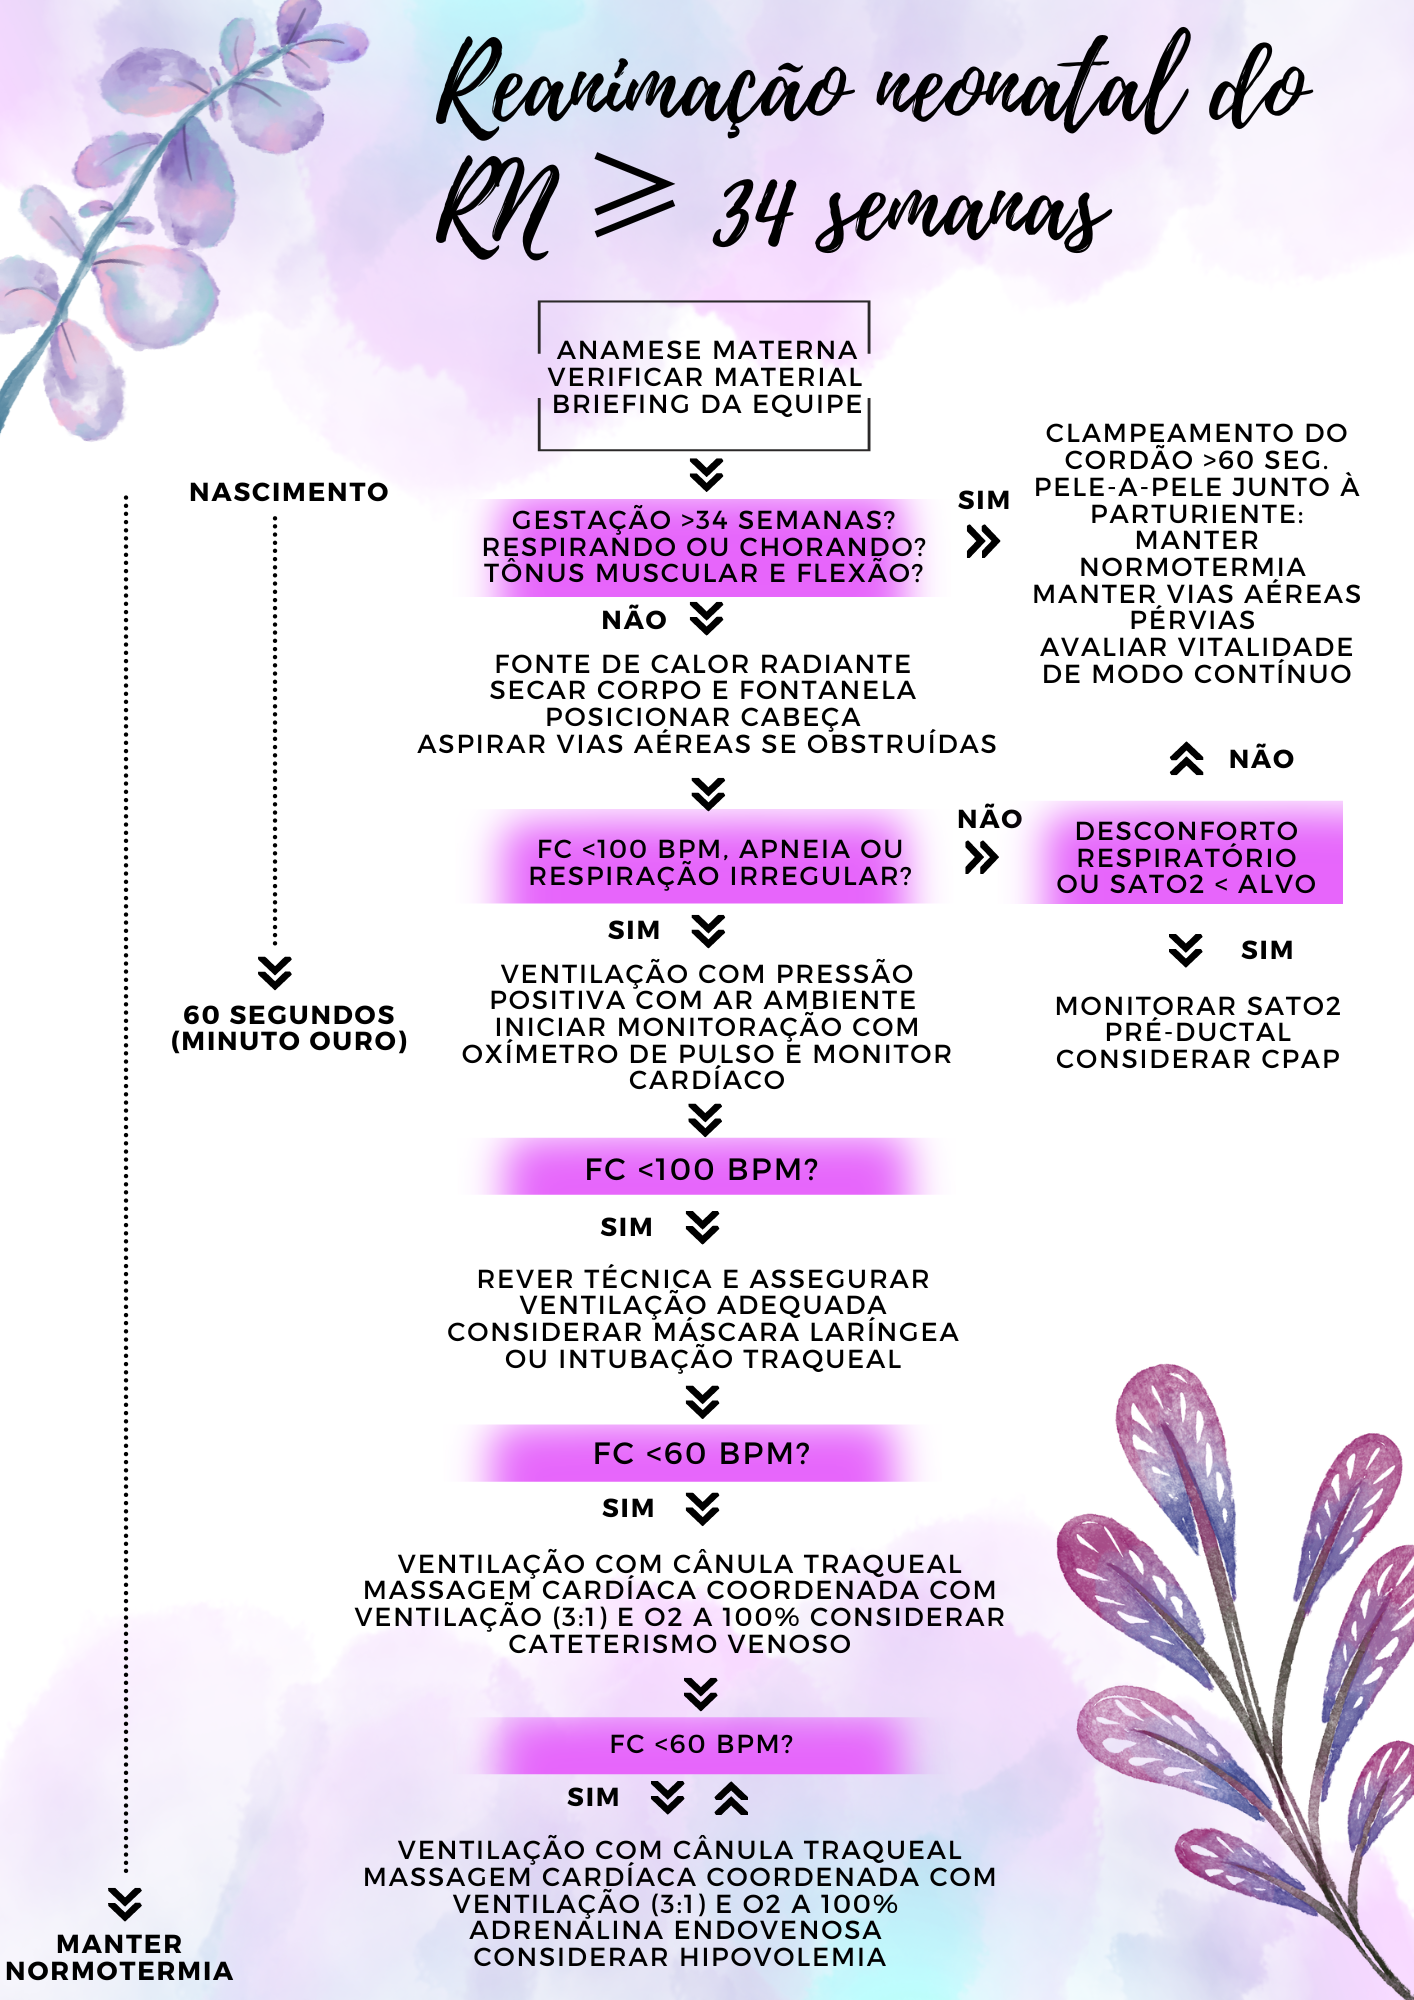 Reanimação neonatal do
RN ⩾ 34 semanas
ANAMESE MATERNA
VERIFICAR MATERIAL
BRIEFING DA EQUIPE
NASCIMENTO
GESTAÇÃO >34 SEMANAS?
RESPIRANDO OU CHORANDO?
TÔNUS MUSCULAR E FLEXÃO?
SIM
CLAMPEAMENTO DO
CORDÃO >60 SEG.
PELE-A-PELE JUNTO À
PARTURIENTE:
MANTER
NORMOTERMIA
MANTER VIAS AÉREAS
PÉRVIAS
AVALIAR VITALIDADE
DE MODO CONTÍNUO
NÃO
FONTE DE CALOR RADIANTE
SECAR CORPO E FONTANELA
POSICIONAR CABEÇA
ASPIRAR VIAS AÉREAS SE OBSTRUÍDAS
NÃO
FC <100 BPM, APNEIA OU
RESPIRAÇÃO IRREGULAR?
NÃO
DESCONFORTO
RESPIRATÓRIO
OU SATO2 < ALVO
SIM
SIM
MONITORAR SATO2
PRÉ-DUCTAL
CONSIDERAR CPAP
60 SEGUNDOS
(MINUTO OURO)
VENTILAÇÃO COM PRESSÃO
POSITIVA COM AR AMBIENTE
INICIAR MONITORAÇÃO COM
OXÍMETRO DE PULSO E MONITOR
CARDÍACO
FC <100 BPM?
SIM
REVER TÉCNICA E ASSEGURAR
VENTILAÇÃO ADEQUADA
CONSIDERAR MÁSCARA LARÍNGEA
OU INTUBAÇÃO TRAQUEAL
FC <60 BPM?
SIM
VENTILAÇÃO COM CÂNULA TRAQUEAL
MASSAGEM CARDÍACA COORDENADA COM
VENTILAÇÃO (3:1) E O2 A 100% CONSIDERAR
CATETERISMO VENOSO
FC <60 BPM?
SIM
VENTILAÇÃO COM CÂNULA TRAQUEAL
MASSAGEM CARDÍACA COORDENADA COM
VENTILAÇÃO (3:1) E O2 A 100%
ADRENALINA ENDOVENOSA
CONSIDERAR HIPOVOLEMIA
MANTER
NORMOTERMIA